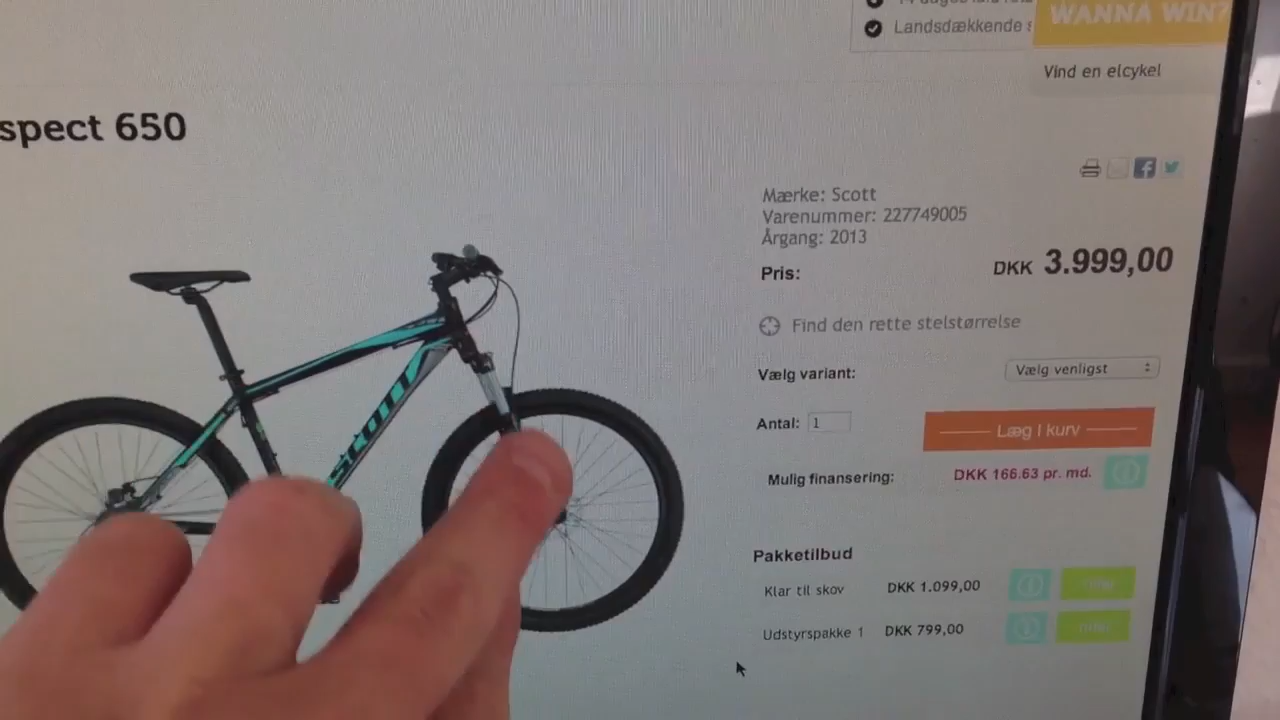 Landsdækkende
WANNA WIN?
Vind en elcykel
spect 650
Mærke: Scott
Varenummer: 227749005
Årgang: 2013
Pris: DKK 3.999,00
Find den rette stelstørrelse
Vælg variant: Vælg venligst
Antal: 1
Læg I kurv
Mulig finansering: DKK 166.63 pr. md.
Pakketilbud
Klar til skov DKK 1.099,00
Udstyrspakke 1 DKK 799,00
SCOTT